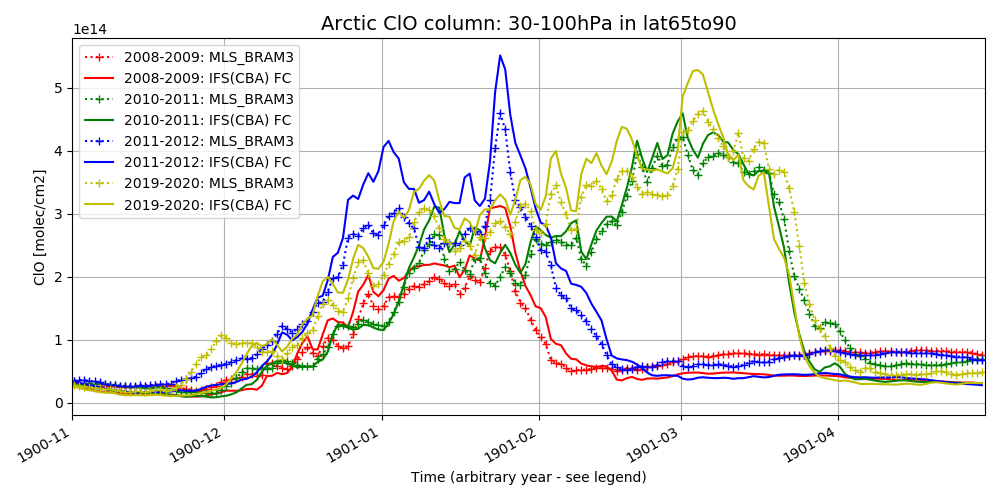 Arctic ClO column: 30-100hPa in lat65to90
1e14
2008-2009: MLS_BRAM3
2008-2009: IFS(CBA) FC
2010-2011: MLS_BRAM3
2010-2011: IFS(CBA) FC
2011-2012: MLS_BRAM3
2011-2012: IFS(CBA) FC
2019-2020: MLS_BRAM3
2019-2020: IFS(CBA) FC
ClO [molec/cm2]
5
4
3
2
1
0
1900-11
1900-12
1901-01
1901-02
1901-03
1901-04
Time (arbitrary year - see legend)